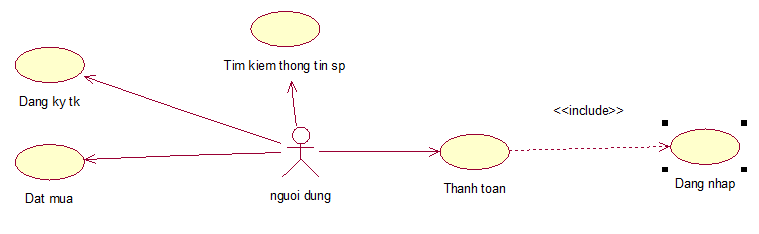 Tim kiem thong tin sp
Dang ky tk
<<include>>
Dat mua
nguoi dung
Thanh toan
Dang nhap